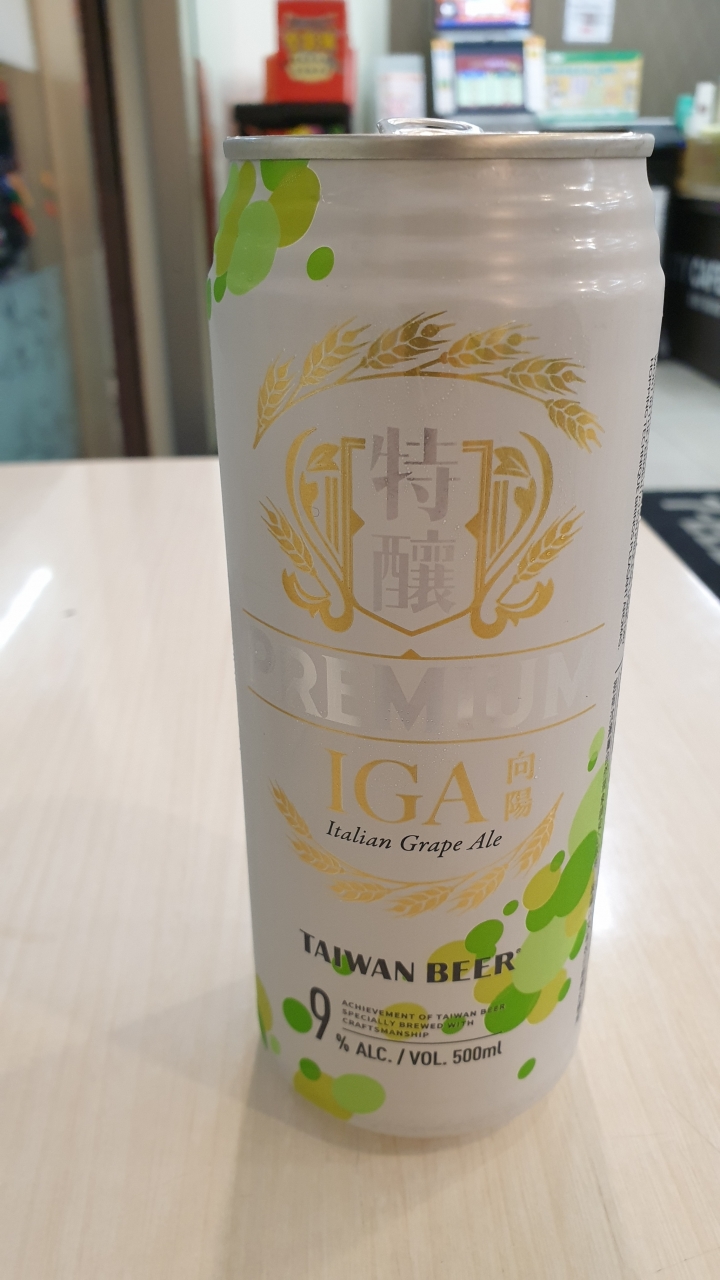 特
釀
PREMIUM
IGA 向陽
Italian Grape Ale
TAIWAN BEER
9
ACHIEVEMENT OF TAIWAN BEER
SPECIALLY BREWED WITH
CRAFTSMANSHIP
% ALC. / VOL. 500ml